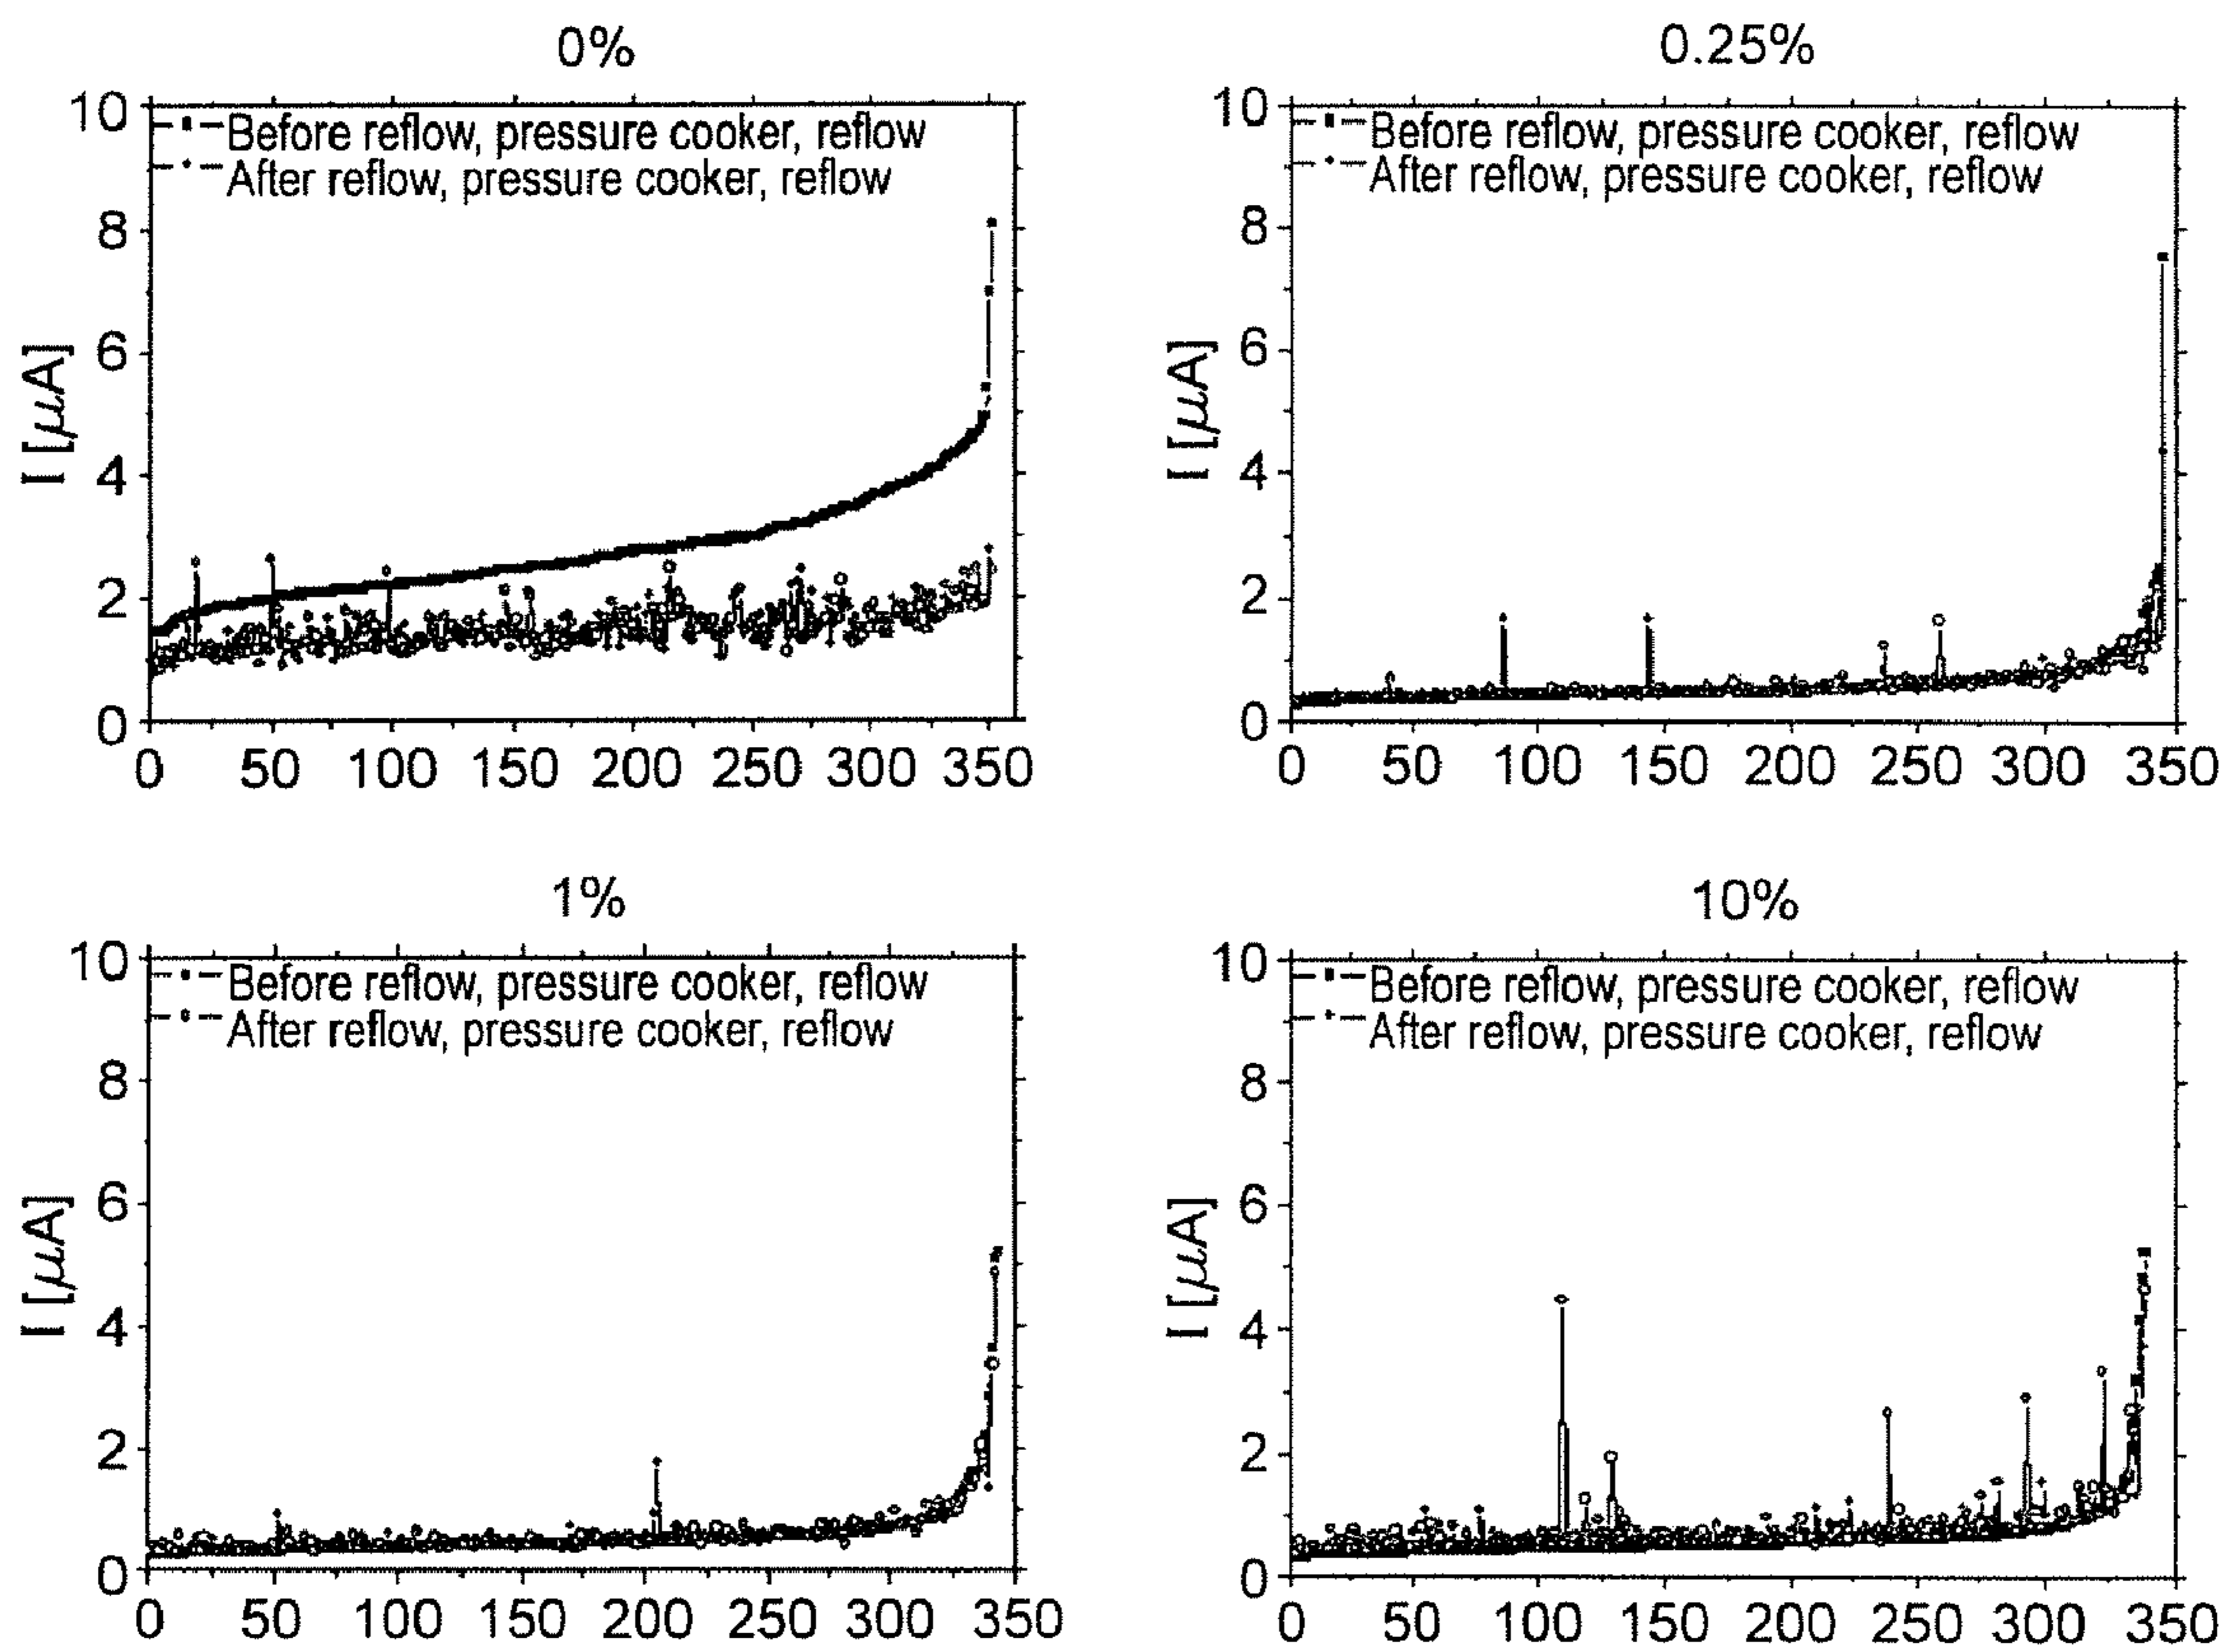 0%
10
Before reflow, pressure cooker, reflow
After reflow, pressure cooker, reflow
8
6
I [μA]
4
2
0
0 50 100 150 200 250 300 350
0.25%
10
Before reflow, pressure cooker, reflow
After reflow, pressure cooker, reflow
8
6
I [μA]
4
2
0
0 50 100 150 200 250 300 350
1%
10
Before reflow, pressure cooker, reflow
After reflow, pressure cooker, reflow
8
6
I [μA]
4
2
0
0 50 100 150 200 250 300 350
10%
10
Before reflow, pressure cooker, reflow
After reflow, pressure cooker, reflow
8
6
I [μA]
4
2
0
0 50 100 150 200 250 300 350